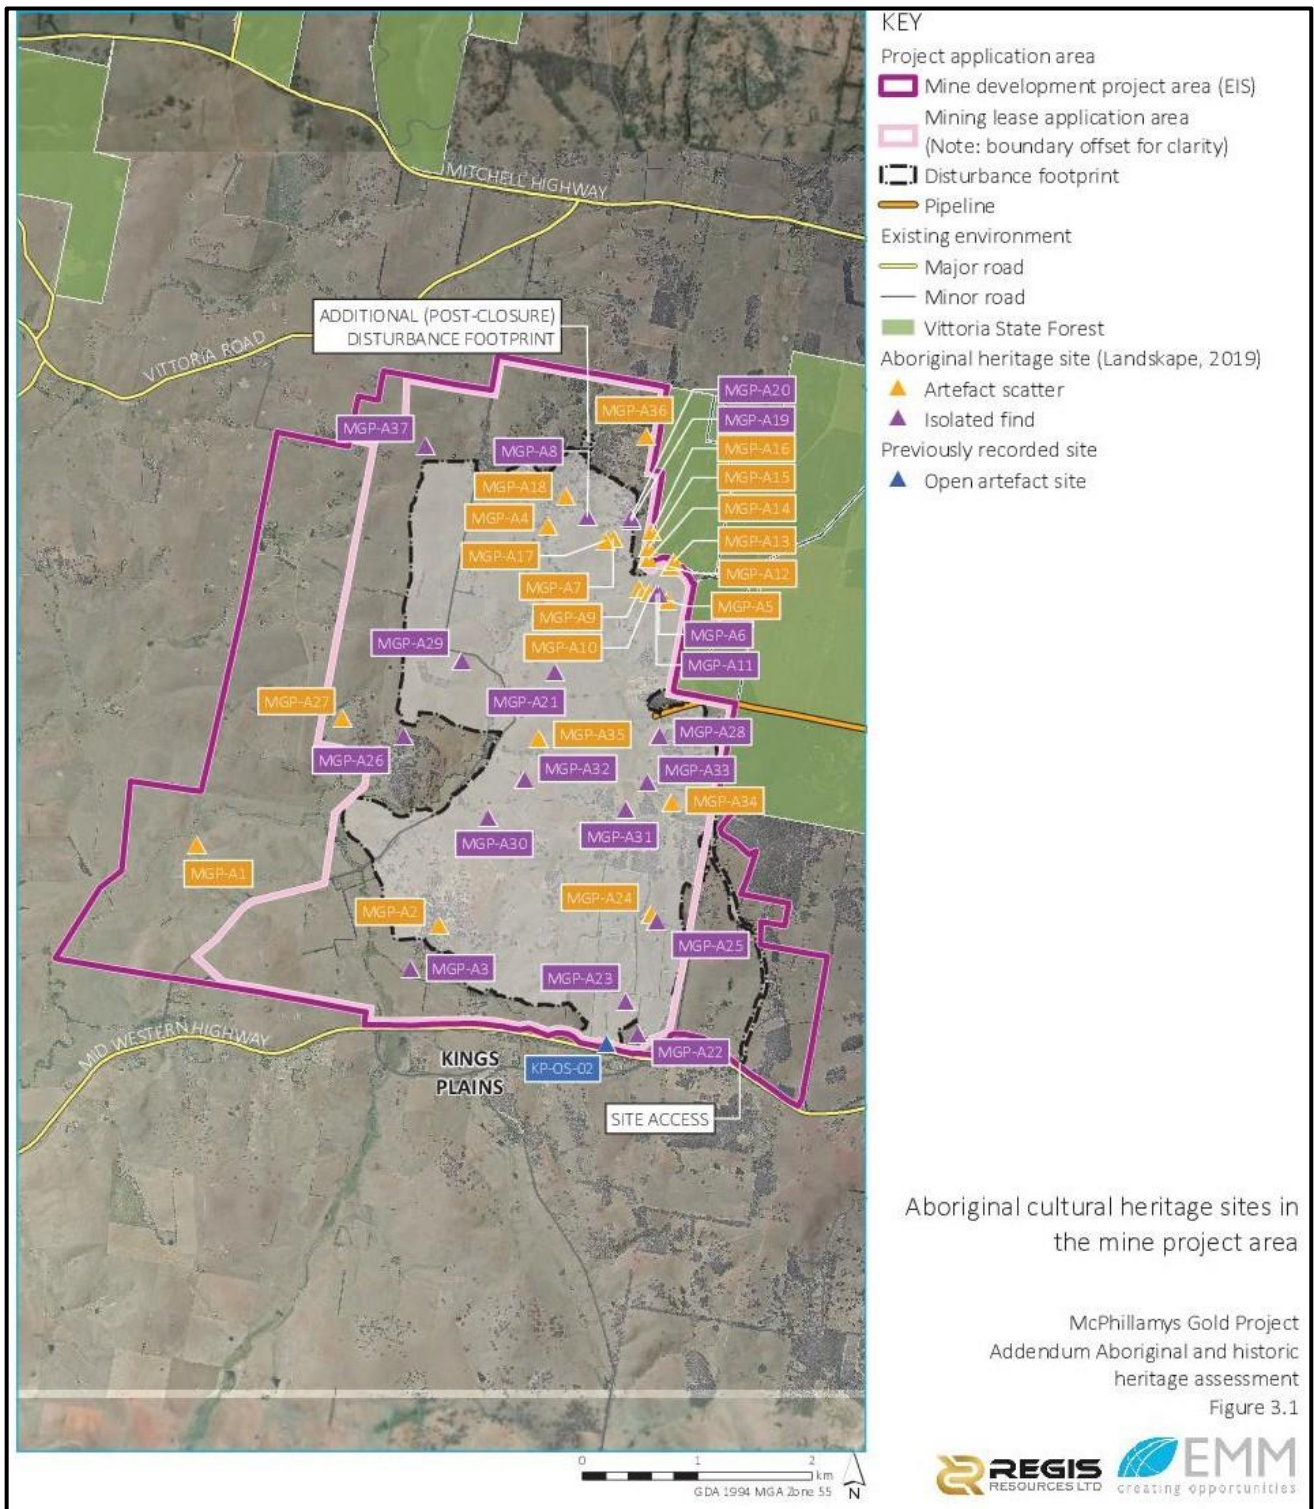 KEY
Project application area
Mine development project area (EIS)
Mining lease application area
(Note: boundary offset for clarity)
Disturbance footprint
Pipeline
Existing environment
Major road
Minor road
Vittoria State Forest
Aboriginal heritage site (Landskape, 2019)
Artefact scatter
Isolated find
Previously recorded site
Open artefact site
MITCHELL HIGHWAY
ADDITIONAL (POST-CLOSURE)
DISTURBANCE FOOTPRINT
VITTORIA ROAD
MGP-A20
MGP-A36
MGP-A19
MGP-A37
MGP-A8
MGP-A16
MGP-A15
MGP-A18
MGP-A14
MGP-A4
MGP-A13
MGP-A17
MGP-A12
MGP-A7
MGP-A5
MGP-A9
MGP-A6
MGP-A29
MGP-A10
MGP-A11
MGP-A27
MGP-A21
MGP-A35
MGP-A28
MGP-A26
MGP-A32
MGP-A33
MGP-A34
MGP-A31
MGP-A30
MGP-A1
MGP-A24
MGP-A2
MGP-A25
MGP-A3
MGP-A23
MID WESTERN HIGHWAY
MGP-A22
KINGS
PLAINS
KP-OS-02
SITE ACCESS
Aboriginal cultural heritage sites in
the mine project area
McPhillamys Gold Project
Addendum Aboriginal and historic
heritage assessment
Figure 3.1
0 1 2
km
GDA 1994 MGA Zone 55
N
REGIS
RESOURCES LTD
EMM
creating opportunities